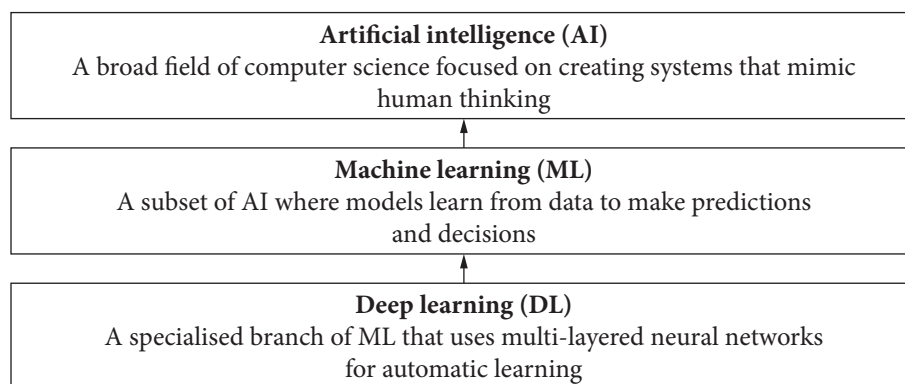 Artificial intelligence (AI)
A broad field of computer science focused on creating systems that mimic
human thinking
Machine learning (ML)
A subset of AI where models learn from data to make predictions
and decisions
Deep learning (DL)
A specialised branch of ML that uses multi-layered neural networks
for automatic learning